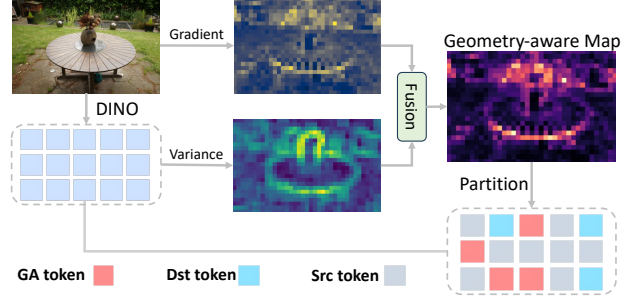 Gradient
Geometry-aware Map
DINO
Fusion
Variance
Partition
GA token
Dst token
Src token